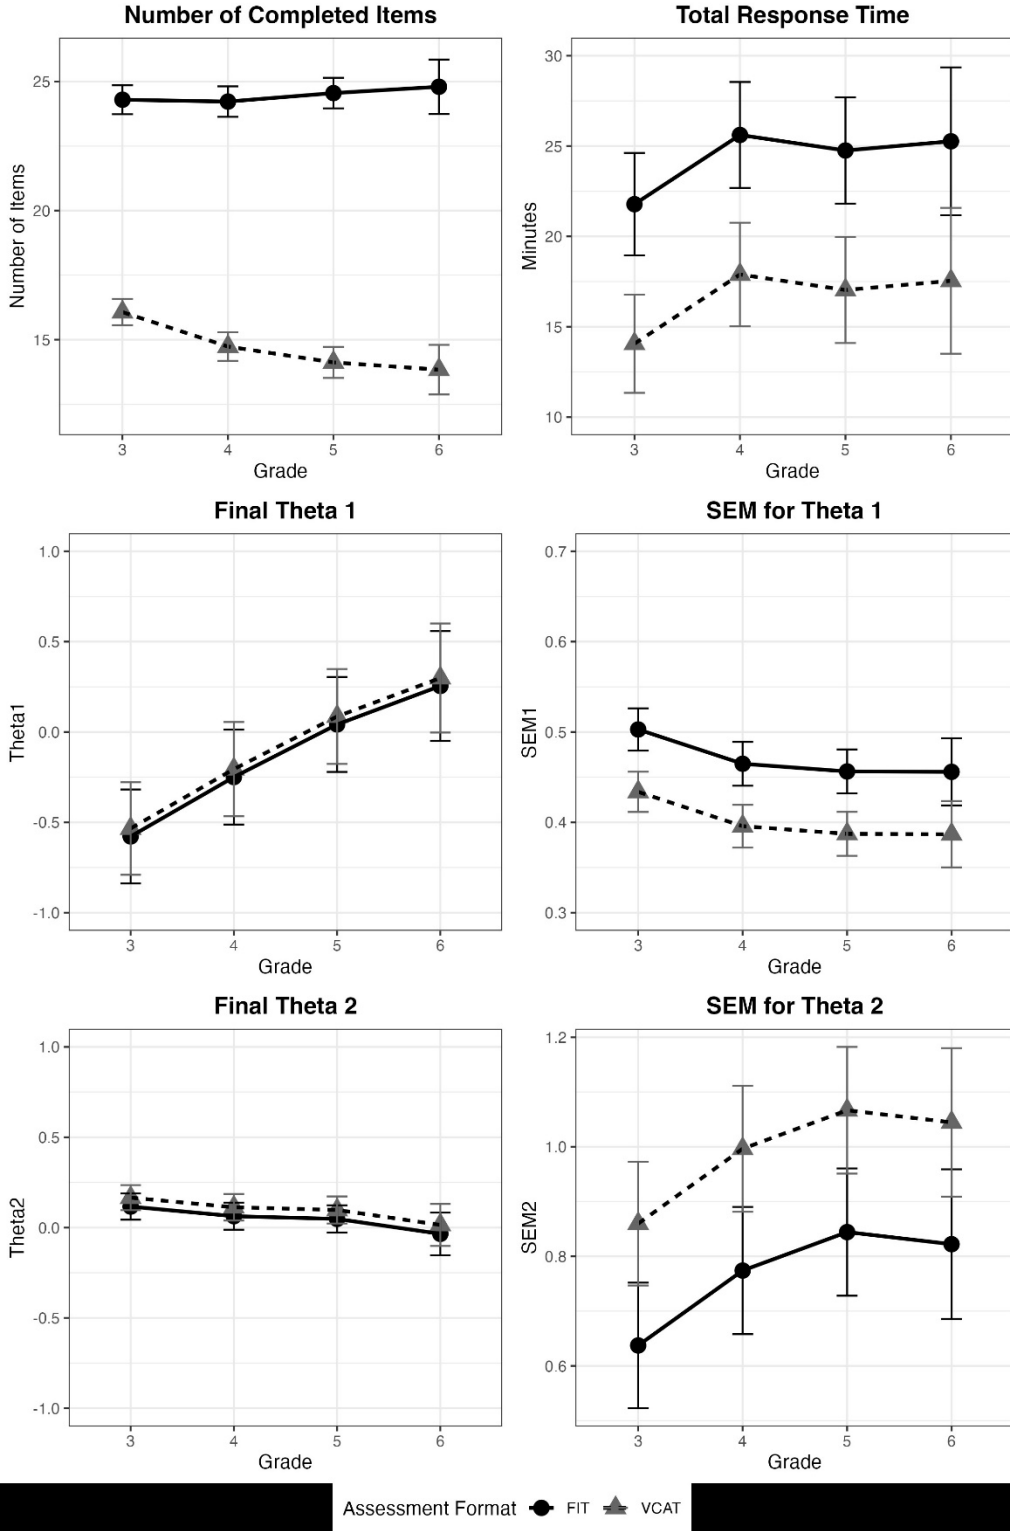 Number of Completed Items
Number of Items
25
20
15
3 4 5 6
Grade
Total Response Time
Minutes
30
25
20
15
10
3 4 5 6
Grade
Final Theta 1
Theta1
1.0
0.5
0.0
-0.5
-1.0
3 4 5 6
Grade
SEM for Theta 1
SEM1
0.7
0.6
0.5
0.4
0.3
3 4 5 6
Grade
Final Theta 2
Theta2
1.0
0.5
0.0
-0.5
-1.0
3 4 5 6
Grade
SEM for Theta 2
SEM2
1.2
1.0
0.8
0.6
3 4 5 6
Grade
Assessment Format FIT VCAT